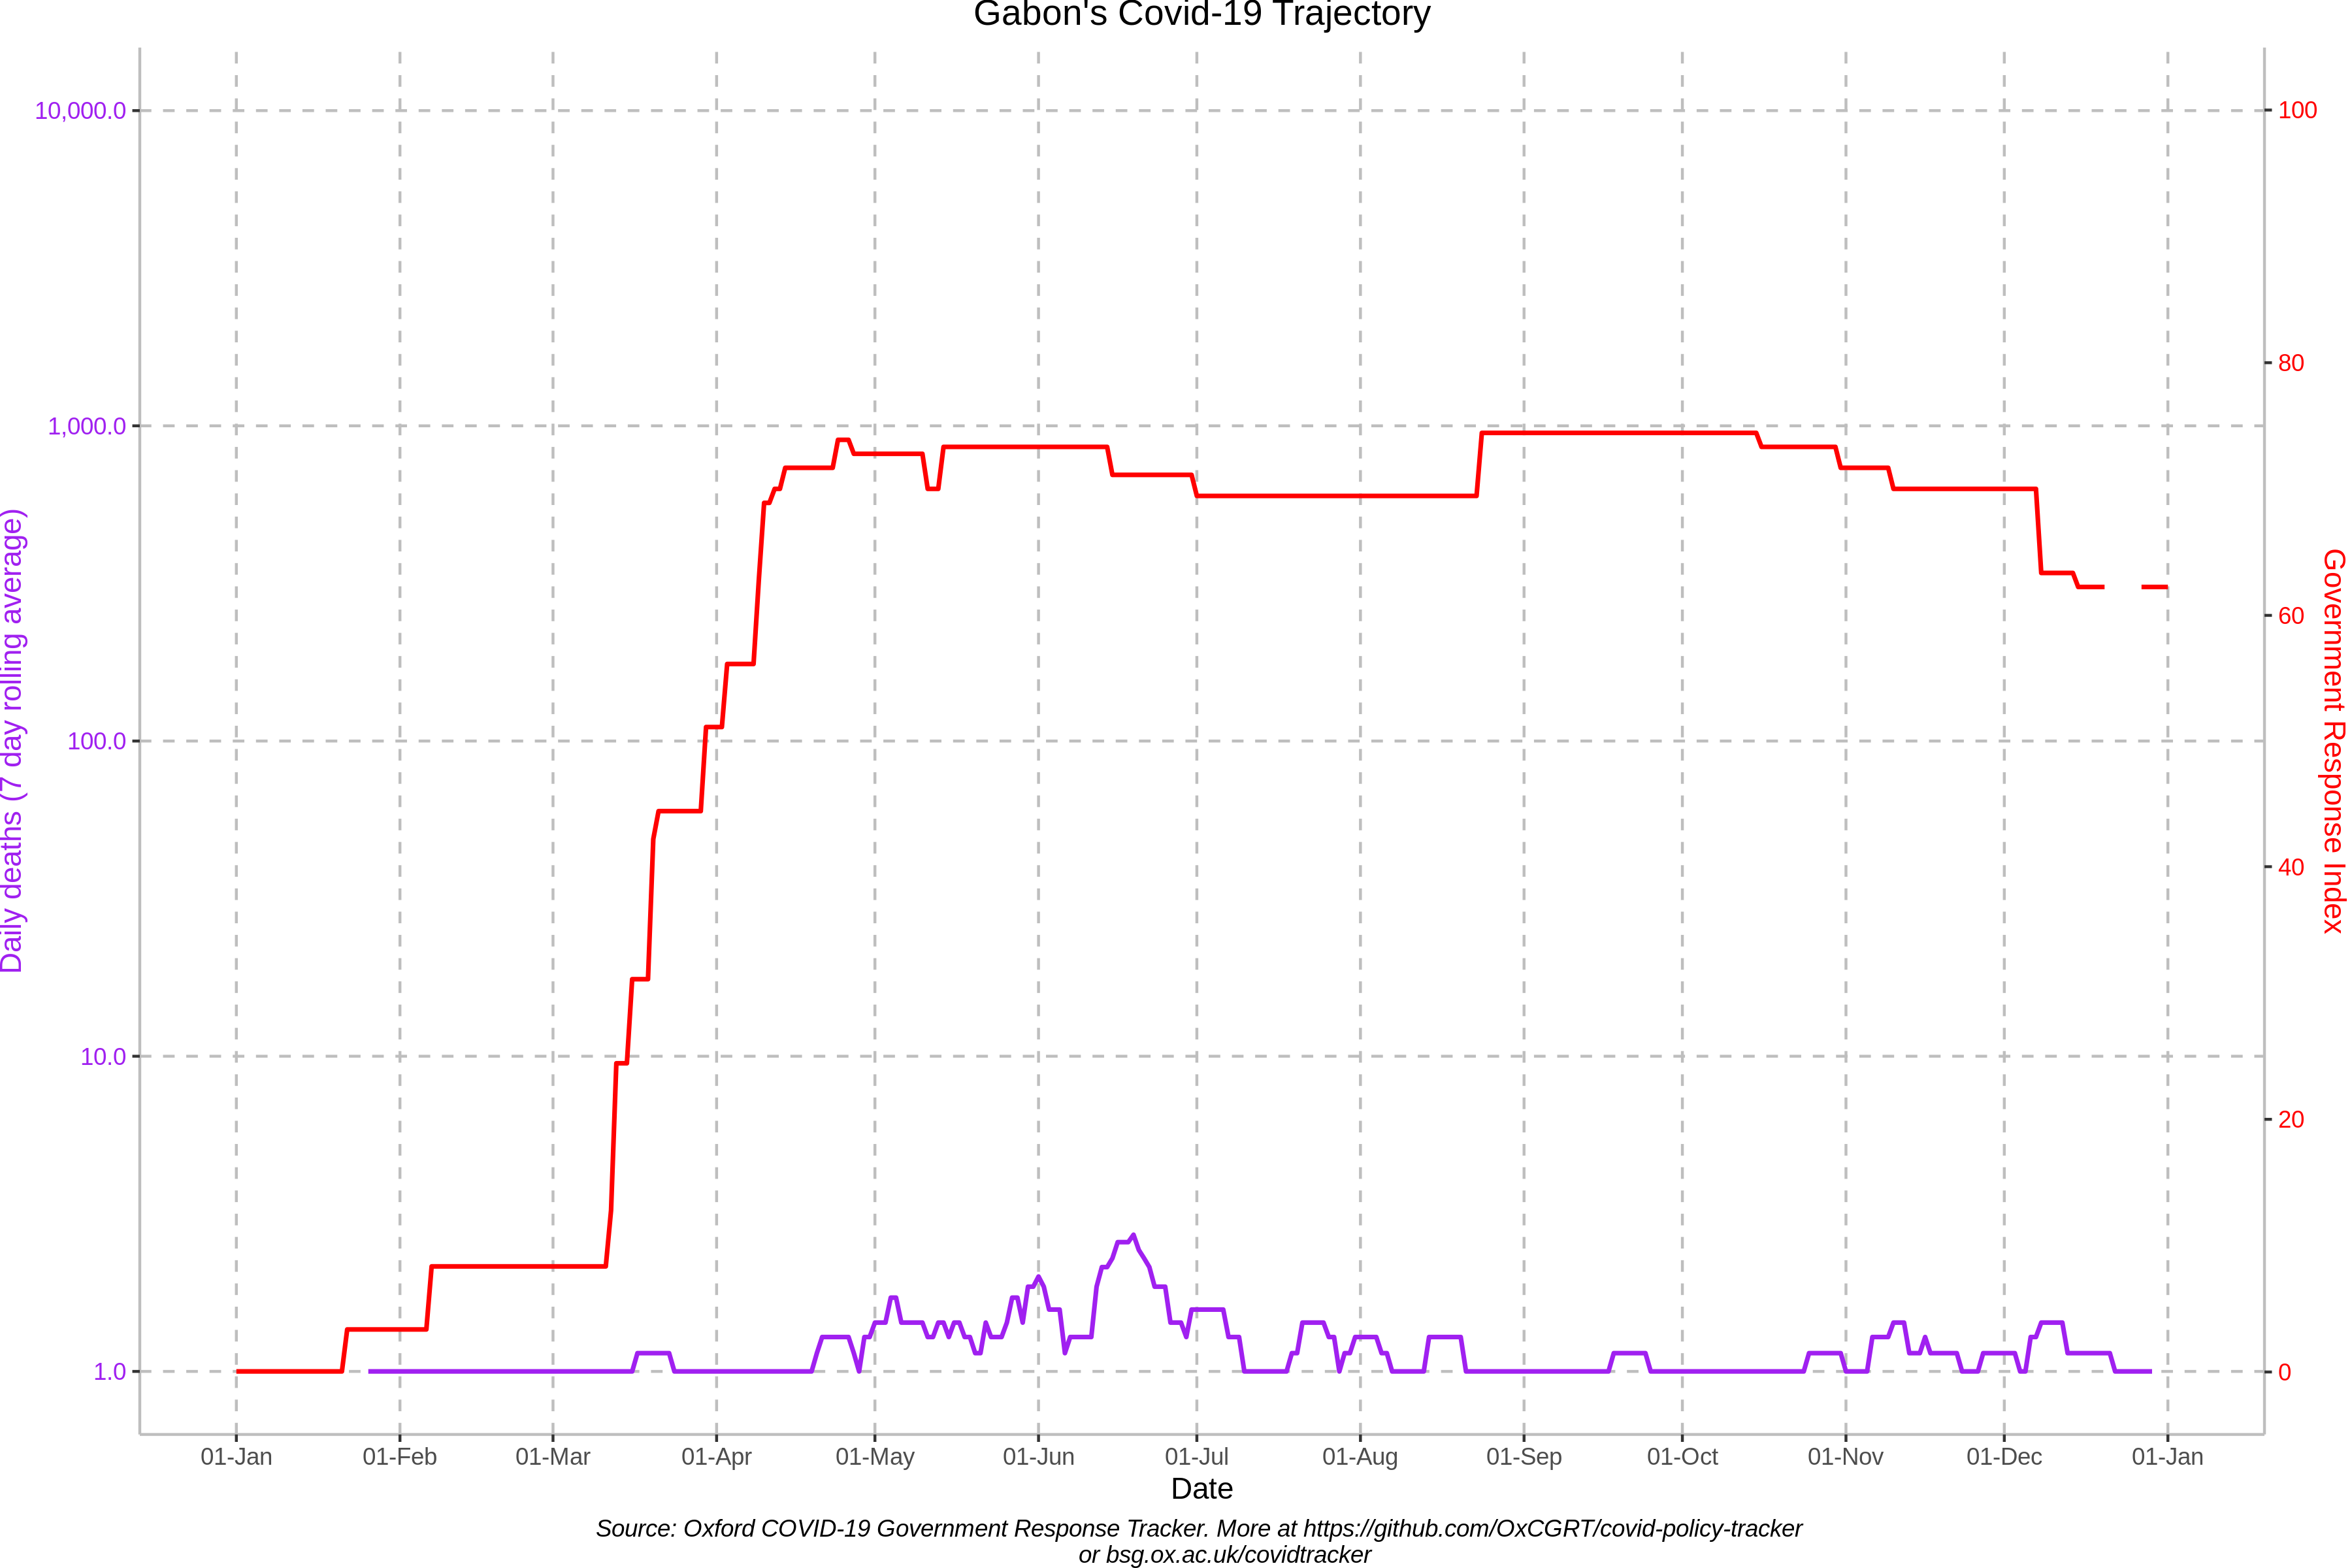 Gabon's Covid-19 Trajectory
10,000.0
1,000.0
100.0
10.0
1.0
Daily deaths (7 day rolling average)
100
80
60
40
20
0
Government Response Index
01-Jan 01-Feb 01-Mar 01-Apr 01-May 01-Jun 01-Jul 01-Aug 01-Sep 01-Oct 01-Nov 01-Dec 01-Jan
Date
Source: Oxford COVID-19 Government Response Tracker. More at https://github.com/OxCGRT/covid-policy-tracker
or bsg.ox.ac.uk/covidtracker